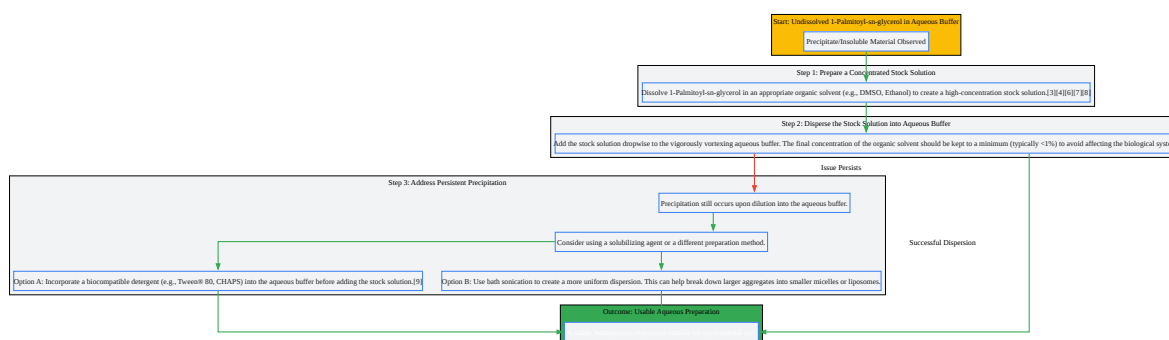 Start: Undissolved 1-Palmitoyl-sn-glycerol in Aqueous Buffer
Precipitate/Insoluble Material Observed
Step 1: Prepare a Concentrated Stock Solution
Dissolve 1-Palmitoyl-sn-glycerol in an appropriate organic solvent (e.g., DMSO, Ethanol) to create a high-concentration stock solution.[3][4][6][7][8]
Step 2: Disperse the Stock Solution into Aqueous Buffer
Add the stock solution dropwise to the vigorously vortexing aqueous buffer. The final concentration of the organic solvent should be kept to a minimum (typically <1%) to avoid affecting the biological syste
Issue Persists
Step 3: Address Persistent Precipitation
Precipitation still occurs upon dilution into the aqueous buffer.
Consider using a solubilizing agent or a different preparation method.
Successful Dispersion
Option A: Incorporate a biocompatible detergent (e.g., Tween® 80, CHAPS) into the aqueous buffer before adding the stock solution.[9]
Option B: Use bath sonication to create a more uniform dispersion. This can help break down larger aggregates into smaller micelles or liposomes.
Outcome: Usable Aqueous Preparation